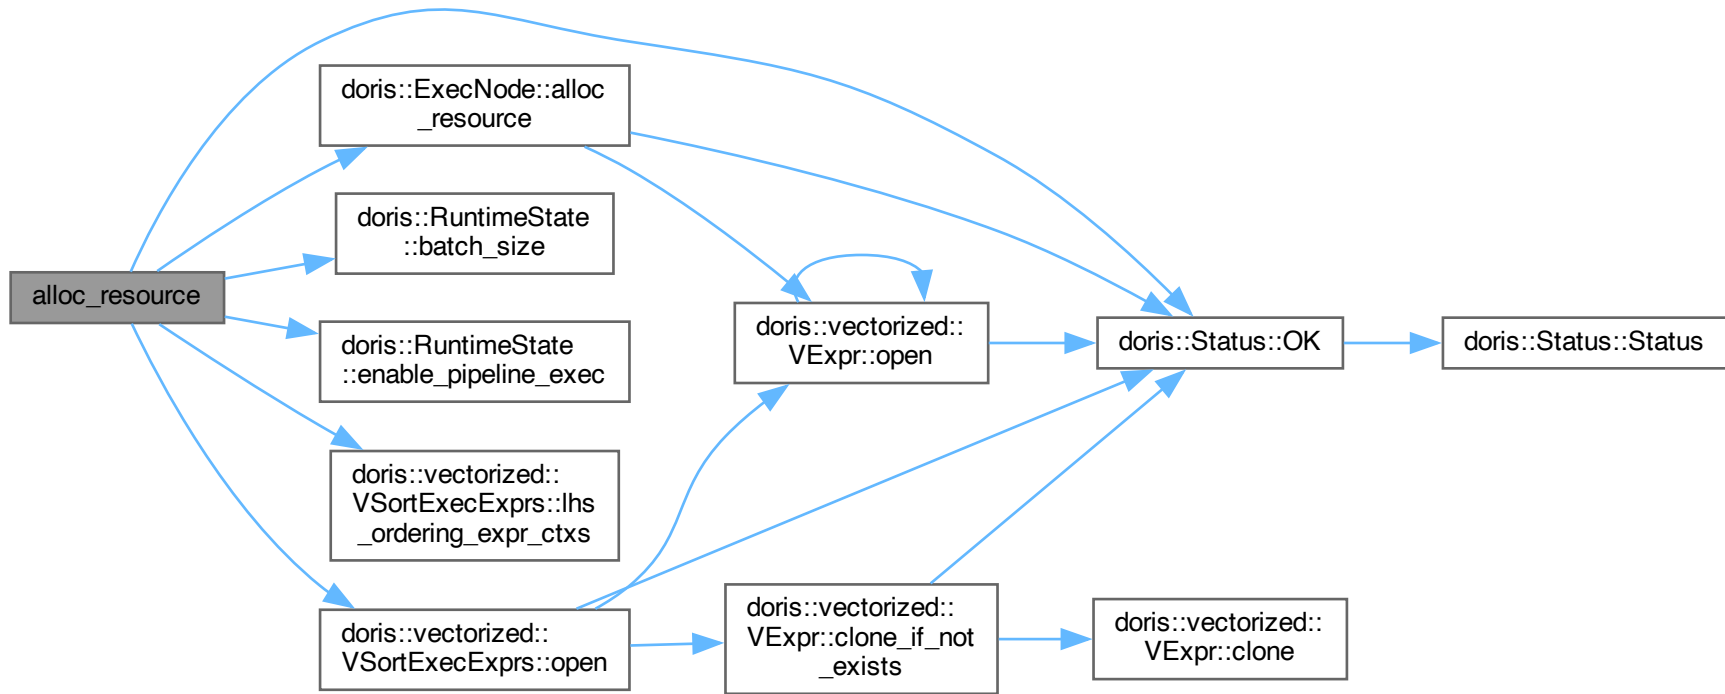 alloc_resource
doris::ExecNode::alloc
_resource
doris::RuntimeState
::batch_size
doris::RuntimeState
::enable_pipeline_exec
doris::vectorized::
VSortExecExprs::lhs
_ordering_expr_ctxs
doris::vectorized::
VSortExecExprs::open
doris::vectorized::
VExpr::open
doris::vectorized::
VExpr::clone_if_not
_exists
doris::Status::OK
doris::vectorized::
VExpr::clone
doris::Status::Status